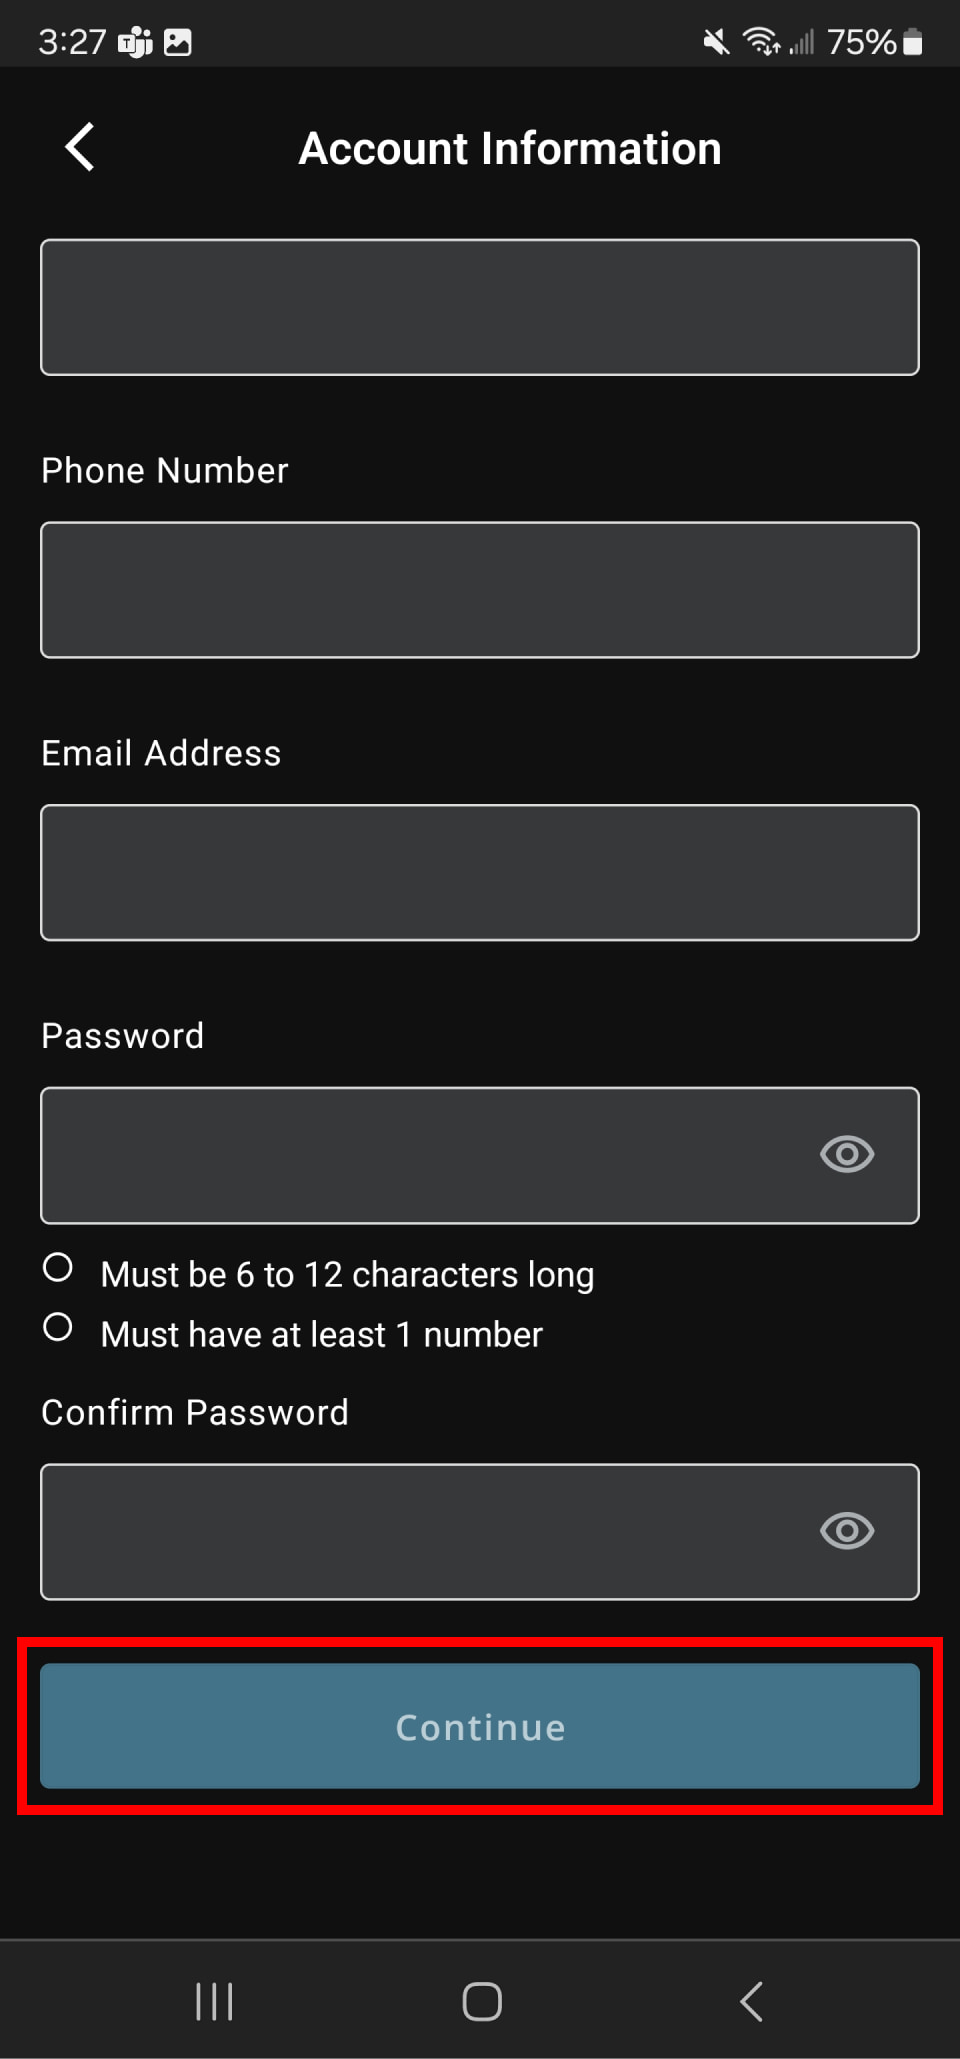 3:27 75%
Account Information
Phone Number
Email Address
Password
Must be 6 to 12 characters long
Must have at least 1 number
Confirm Password
Continue